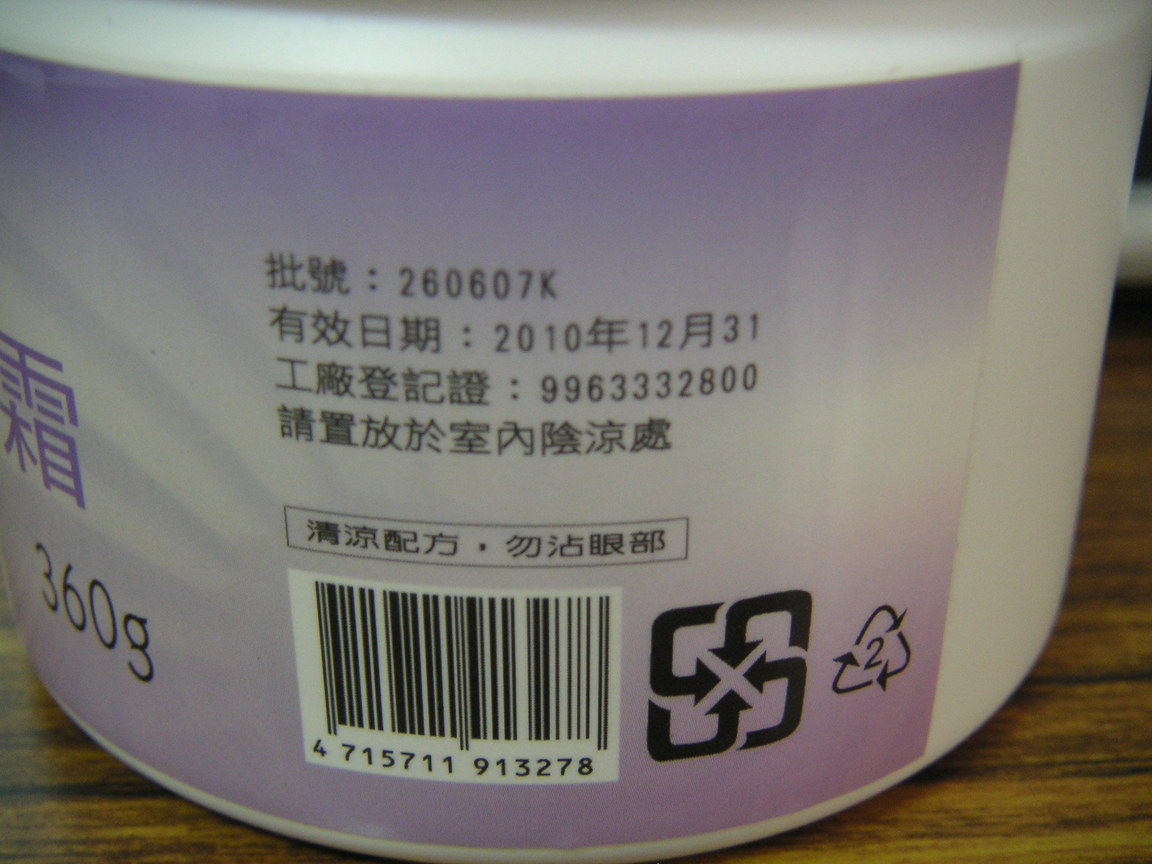 批號：260607K
有效日期：2010年12月31
工廠登記證：9963332800
請置放於室內陰涼處
霜
360g
清涼配方・勿沾眼部
4 715711 913278
2